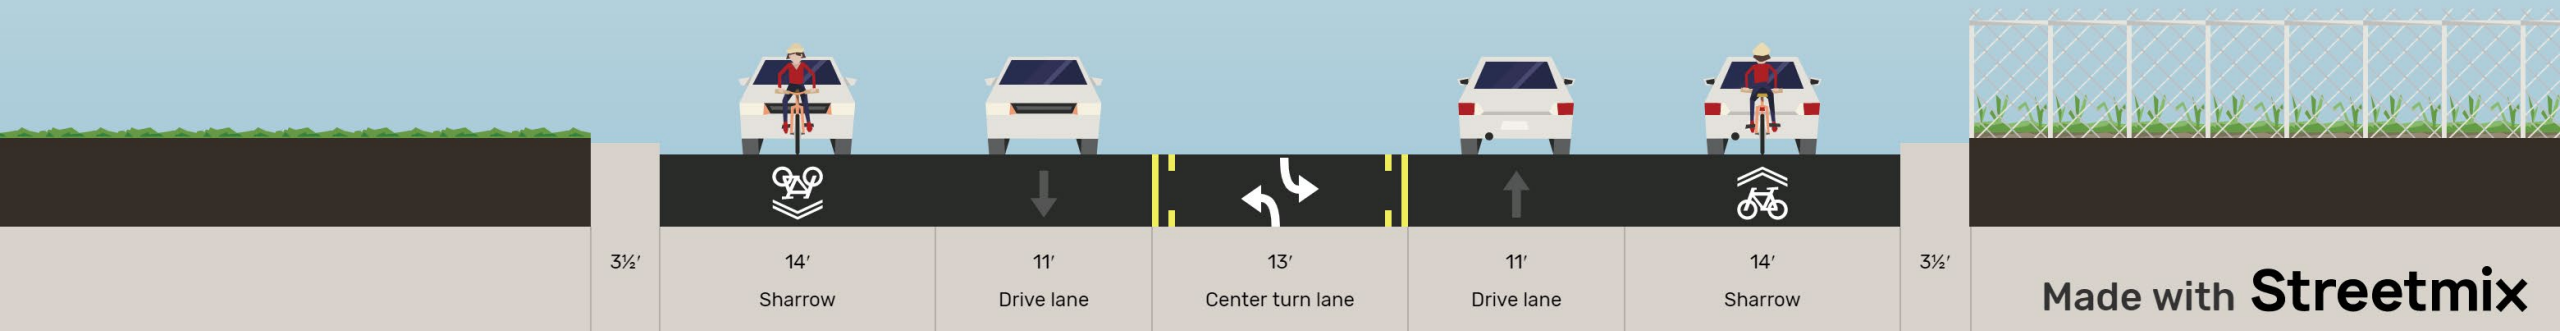 3½′
14′
Sharrow
11′
Drive lane
13′
Center turn lane
11′
Drive lane
14′
Sharrow
3½′
Made with Streetmix